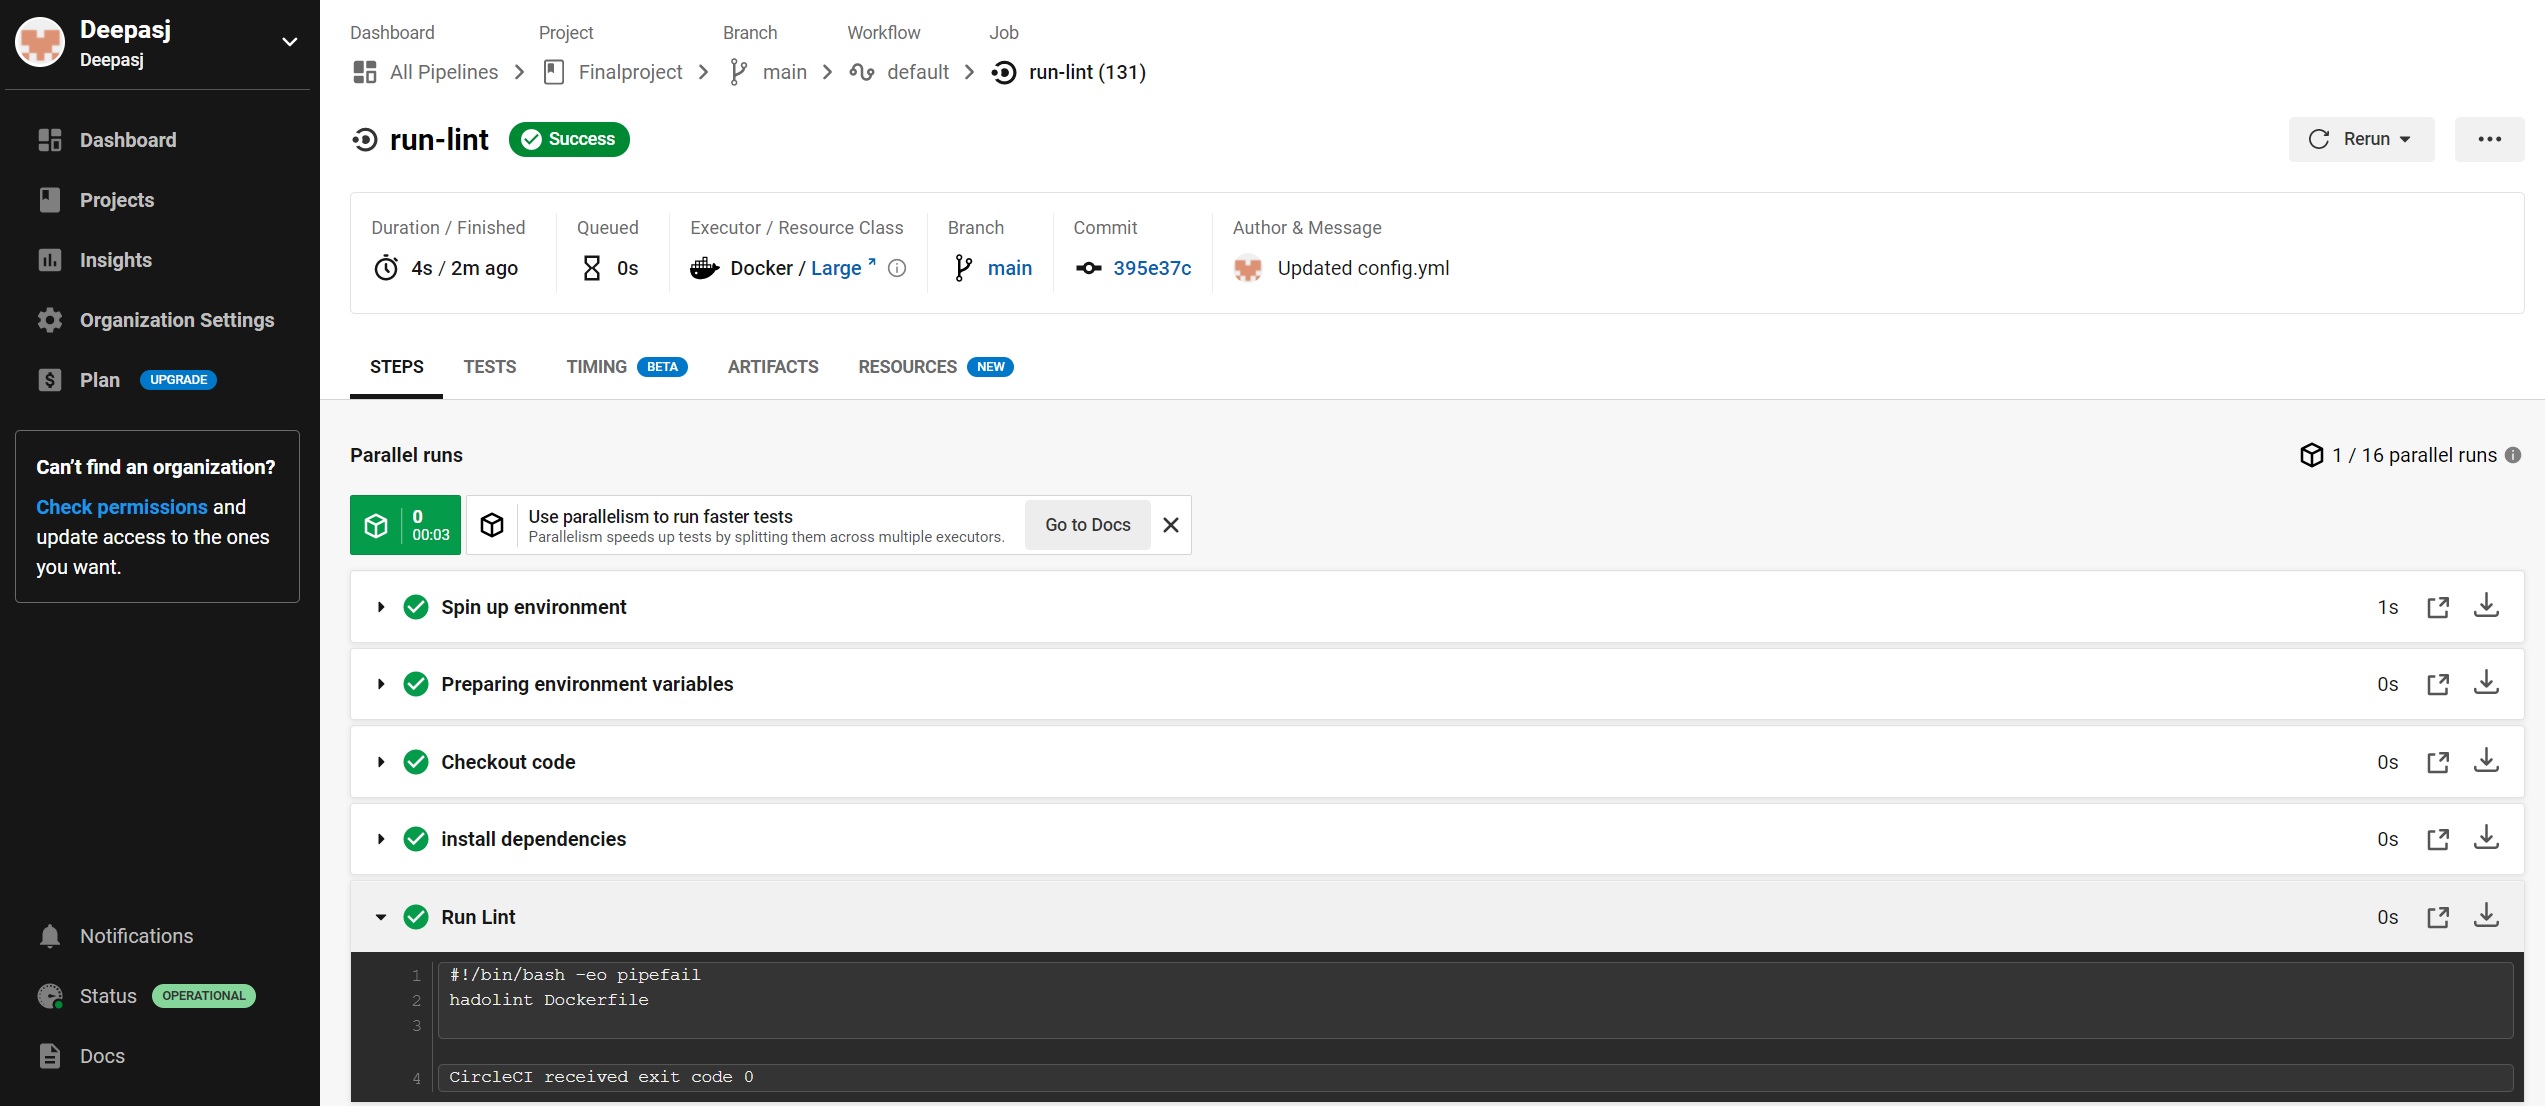 Deepasj
Deepasj
Dashboard
Projects
Insights
Organization Settings
Plan UPGRADE
Can't find an organization?
Check permissions and
update access to the ones
you want.
Notifications
Status OPERATIONAL
Docs
Dashboard Project Branch Workflow Job
All Pipelines Finalproject main default run-lint (131)
run-lint Success Rerun
Duration / Finished Queued Executor / Resource Class Branch Commit Author & Message
4s / 2m ago 0s Docker / Large main 395e37c Updated config.yml
STEPS TESTS TIMING BETA ARTIFACTS RESOURCES NEW
Parallel runs 1 / 16 parallel runs
0
00:03
Use parallelism to run faster tests
Parallelism speeds up tests by splitting them across multiple executors.
Go to Docs
Spin up environment 1s
Preparing environment variables 0s
Checkout code 0s
install dependencies 0s
Run Lint 0s
1 #!/bin/bash -eo pipefail
2 hadolint Dockerfile
3
4 CircleCI received exit code 0